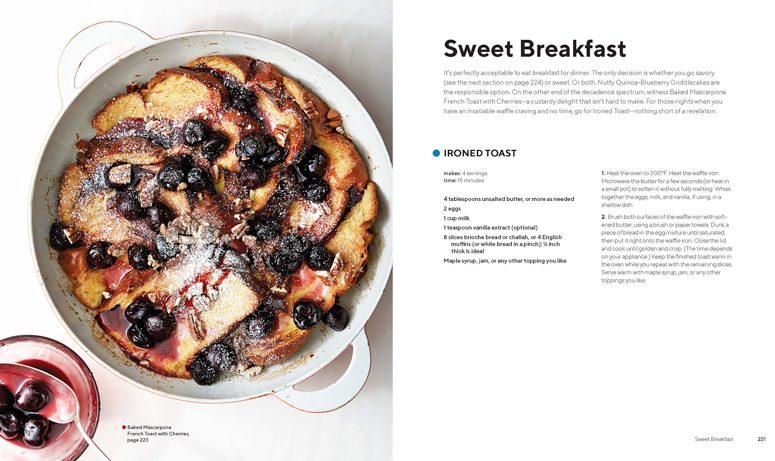 Sweet Breakfast
It's perfectly acceptable to eat breakfast for dinner. The only decision is whether you go savory
(see the next section on page 224) or sweet. Or both. Nutty Quinoa-Blueberry Griddlecakes are
the responsible option. On the other end of the decadence spectrum, witness Baked Mascarpone
French Toast with Cherries—a custardy delight that isn't hard to make. For those nights when you
have an insatiable waffle craving and no time, go for Ironed Toast—nothing short of a revelation.
IRONED TOAST
makes: 4 servings
time: 15 minutes
4 tablespoons unsalted butter, or more as needed
2 eggs
1 cup milk
1 teaspoon vanilla extract (optional)
8 slices brioche bread or challah, or 4 English
muffins (or white bread in a pinch); ½ inch
thick is ideal
Maple syrup, jam, or any other topping you like
1. Heat the oven to 200°F. Heat the waffle iron.
Microwave the butter for a few seconds (or heat in
a small pot) to soften it without fully melting. Whisk
together the eggs, milk, and vanilla, if using, in a
shallow dish.
2. Brush both surfaces of the waffle iron with soft-
ened butter, using a brush or paper towels. Dunk a
piece of bread in the egg mixture until saturated,
then put it right onto the waffle iron. Close the lid
and cook until golden and crisp. (The time depends
on your appliance.) Keep the finished toast warm in
the oven while you repeat with the remaining slices.
Serve warm with maple syrup, jam, or any other
toppings you like.
Baked Mascarpone
French Toast with Cherries,
page 223
Sweet Breakfast 221